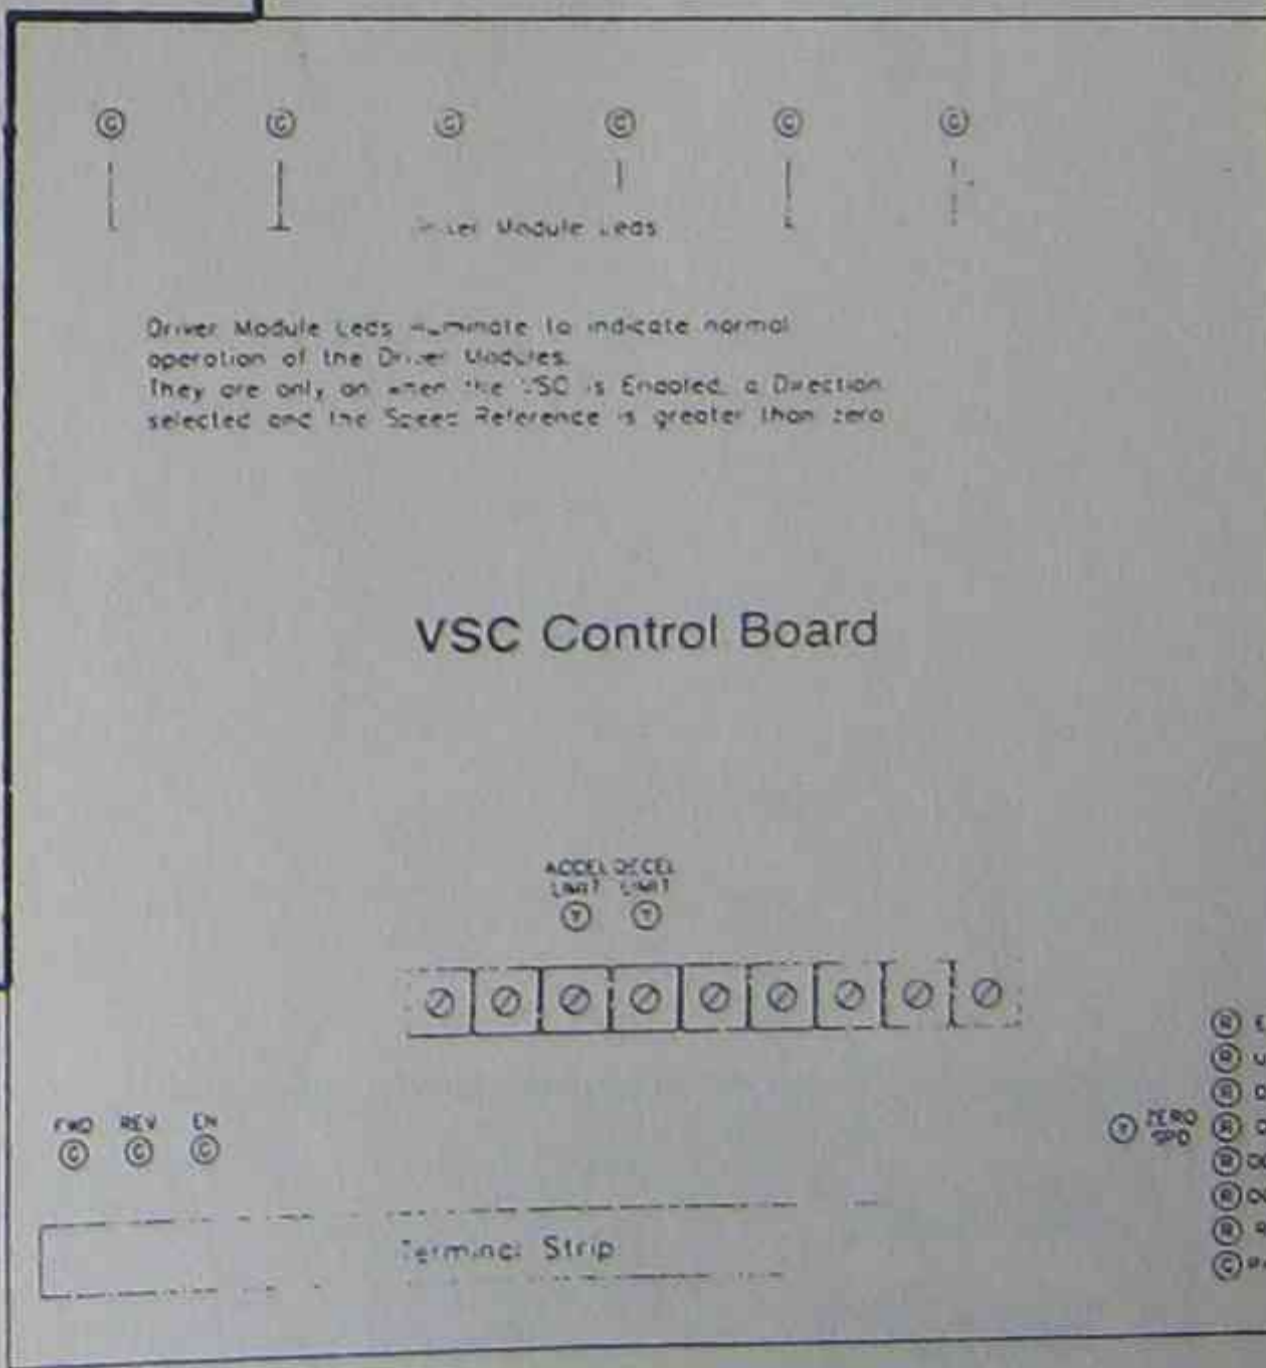 C C C C C C
Module Leds
Driver Module Leds illuminate to indicate normal
operation of the Driver Modules.
They are only on when the VSC is Enabled, a Direction
selected and the Speed Reference is greater than zero
VSC Control Board
ACCEL DECEL
LIMIT LIMIT
Y Y
R
R
R
FWD REV EN
G G G
Y ZERO SPD R
R
R
R
G
Terminal Strip